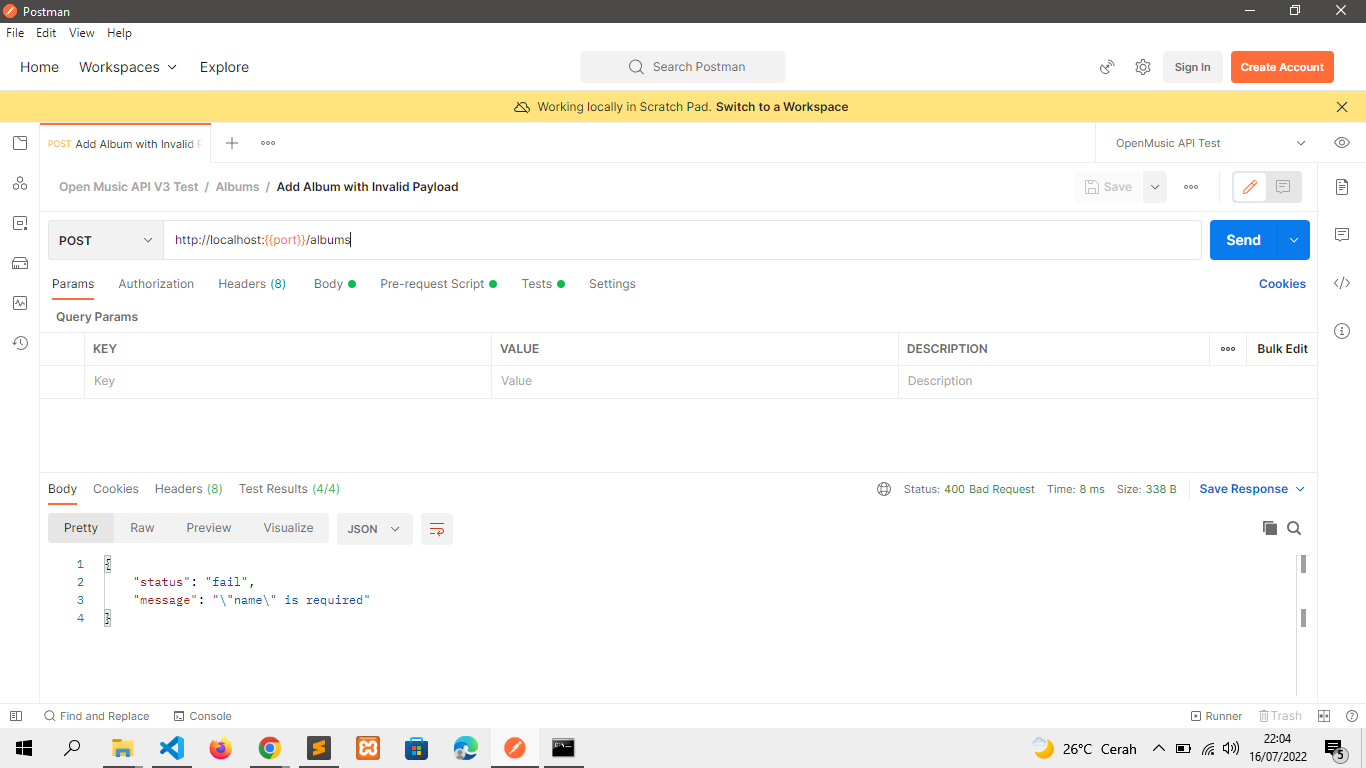 Postman
File Edit View Help
Home Workspaces Explore Search Postman Sign In Create Account
Working locally in Scratch Pad. Switch to a Workspace
POST Add Album with Invalid P OpenMusic API Test
Open Music API V3 Test / Albums / Add Album with Invalid Payload Save
POST http://localhost:{{port}}/albums Send
Params Authorization Headers (8) Body Pre-request Script Tests Settings Cookies
Query Params
KEY VALUE DESCRIPTION Bulk Edit
Key Value Description
Body Cookies Headers (8) Test Results (4/4) Status: 400 Bad Request Time: 8 ms Size: 338 B Save Response
Pretty Raw Preview Visualize JSON
1 {
2 "status": "fail",
3 "message": "\"name\" is required"
4 }
Find and Replace Console Runner Trash
26°C Cerah 22:04
16/07/2022 5